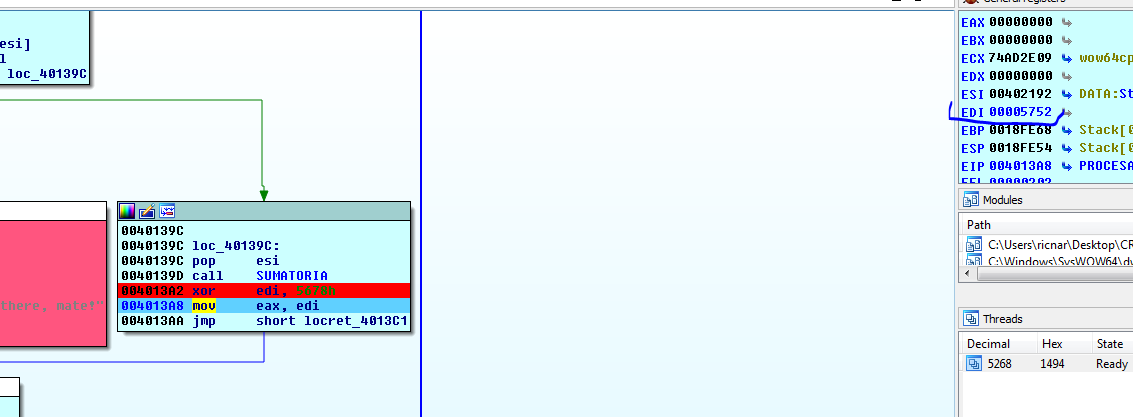 General registers
esi]
l
loc_40139C
EAX 00000000
EBX 00000000
ECX 74AD2E09 wow64cp
EDX 00000000
ESI 00402192 DATA:St
EDI 00005752
EBP 0018FE68 Stack[0
ESP 0018FE54 Stack[0
EIP 004013A8 PROCESA
EFL 00000202
0040139C
0040139C loc_40139C:
0040139C pop esi
0040139D call SUMATORIA
004013A2 xor edi, 5678h
004013A8 mov eax, edi
004013AA jmp short locret_4013C1
there, mate!"
Modules
Path
C:\Users\ricnar\Desktop\CR
C:\Windows\SysWOW64\dw
Threads
Decimal Hex State
5268 1494 Ready